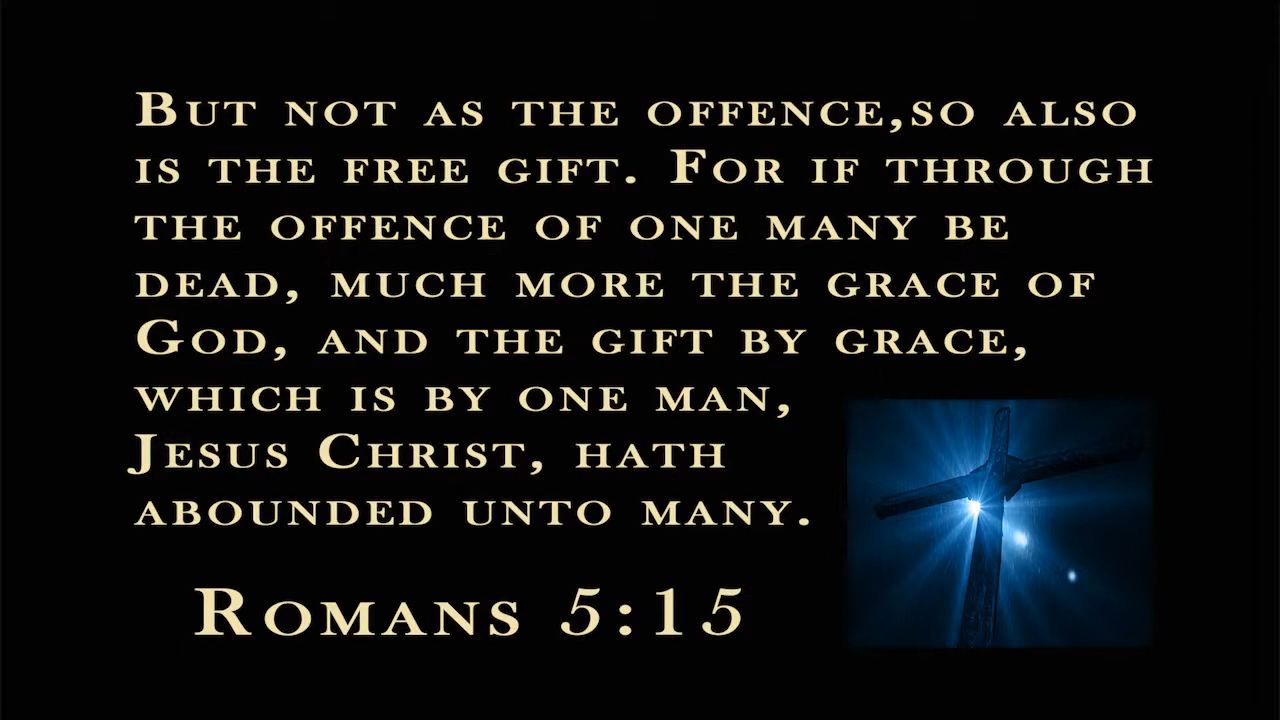 But not as the offence,so also
is the free gift. For if through
the offence of one many be
dead, much more the grace of
God, and the gift by grace,
which is by one man,
Jesus Christ, hath
abounded unto many.
Romans 5:15